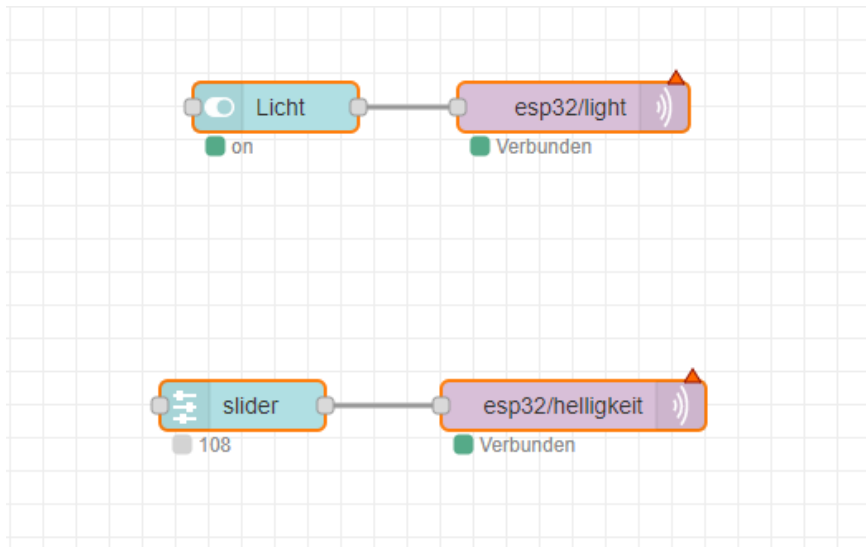 Licht
esp32/light
on
Verbunden
slider
esp32/helligkeit
108
Verbunden